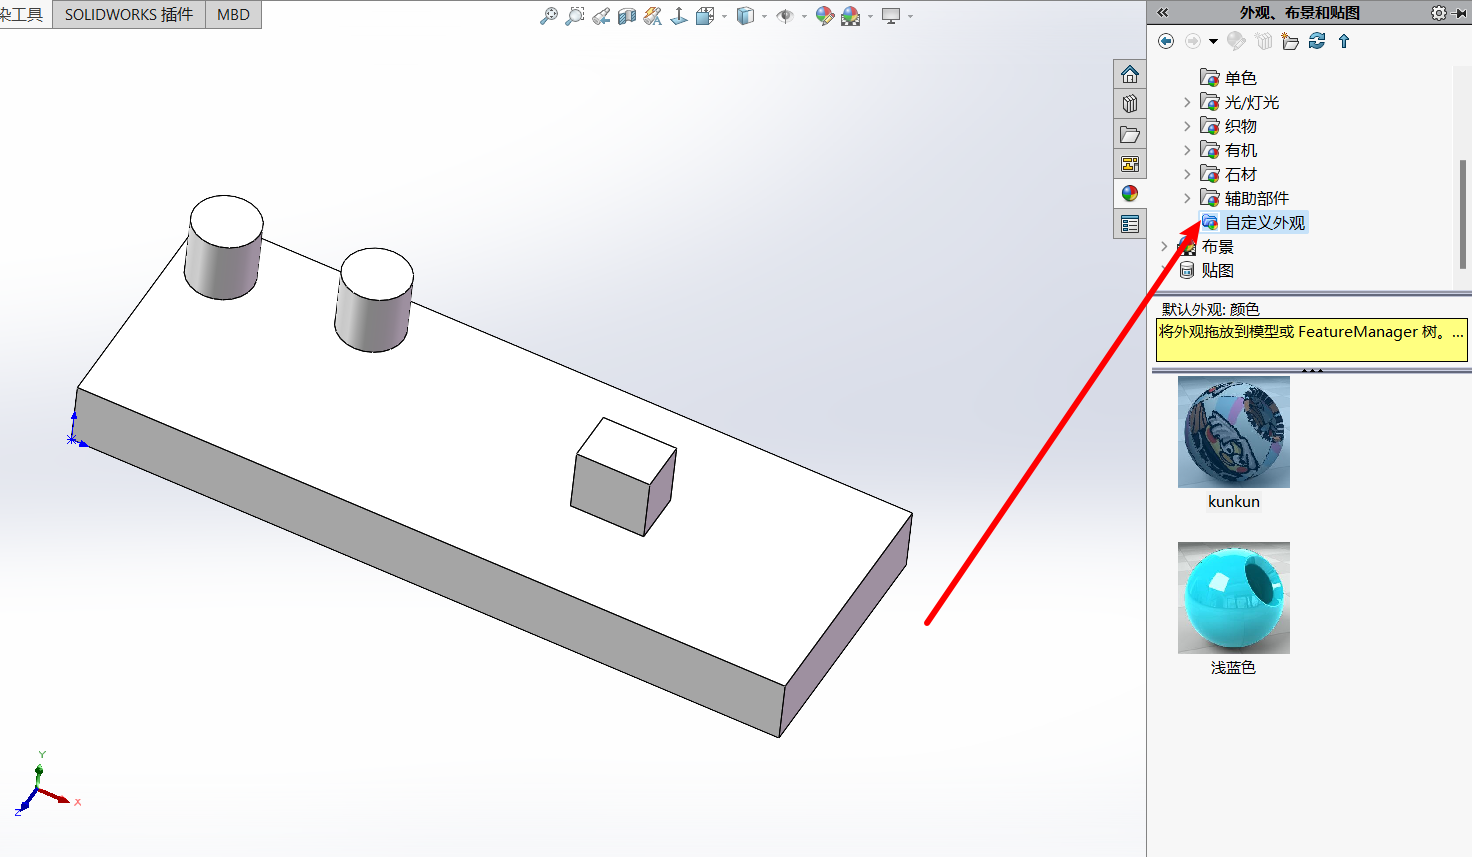 染工具
SOLIDWORKS 插件
MBD
外观、布景和贴图
单色
光/灯光
织物
有机
石材
辅助部件
自定义外观
布景
贴图
默认外观: 颜色
将外观拖放到模型或 FeatureManager 树。...
kunkun
浅蓝色
Y
X
Z